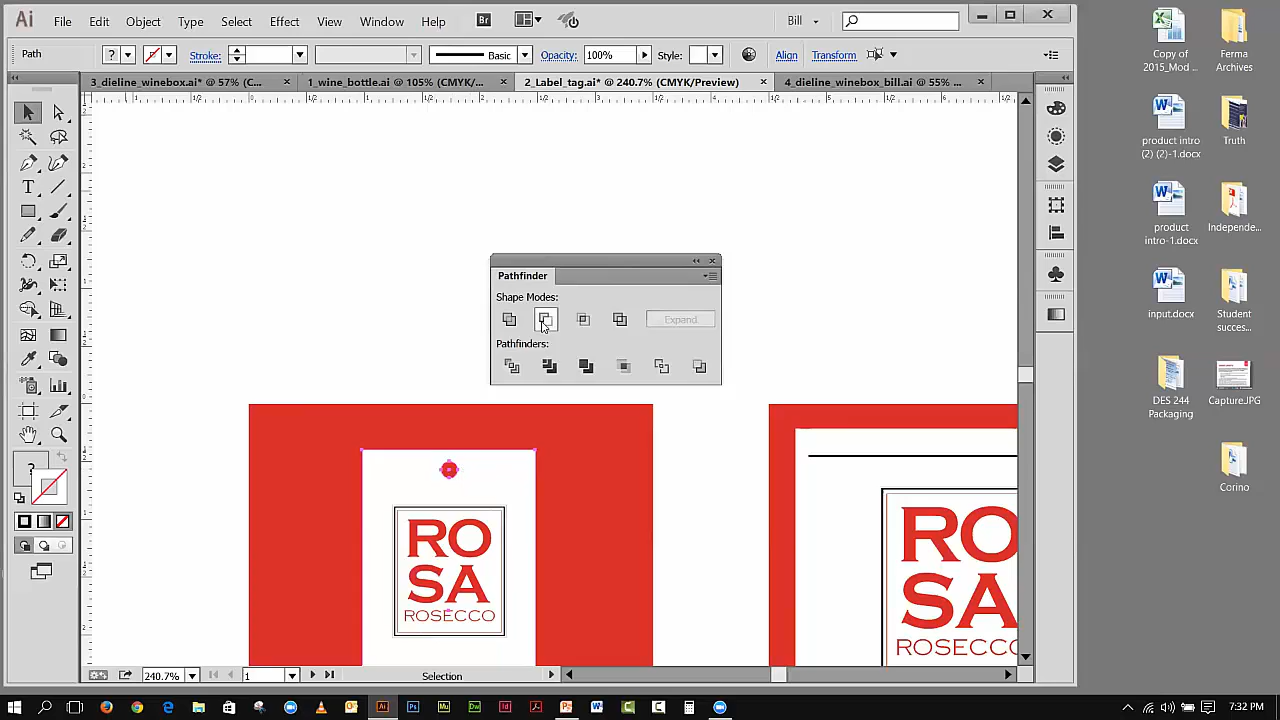 Ai File Edit Object Type Select Effect View Window Help Br Bill
Path ? Stroke: Basic Opacity: 100% Style: Align Transform
3_dieline_winebox.ai* @ 57% (C... 1_wine_bottle.ai @ 105% (CMYK/... 2_Label_tag.ai* @ 240.7% (CMYK/Preview) 4_dieline_winebox_bill.ai @ 55% ...
Pathfinder
Shape Modes:
Expand
Pathfinders:
RO
SA
ROSECCO
RO
SA
ROSECCO
T
?
240.7% 1 Selection
Copy of
2015_Mod ...
Ferma
Archives
product intro
(2) (2)-1.docx
Truth
product
intro-1.docx
Independe...
input.docx
Student
succes...
DES 244
Packaging
Capture.JPG
Corino
7:32 PM